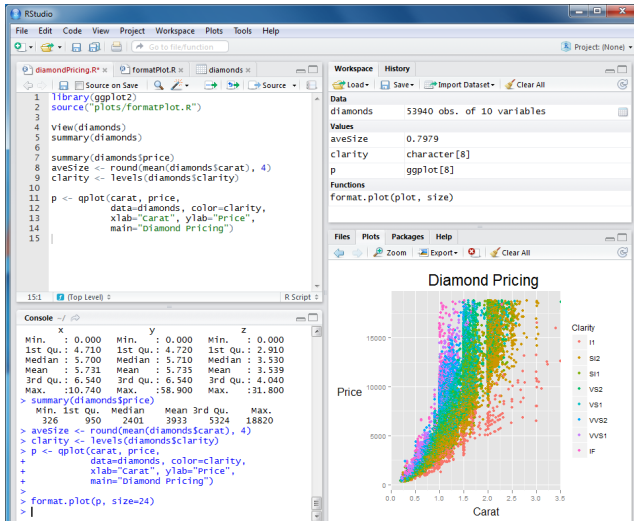 RStudio
File Edit Code View Project Workspace Plots Tools Help
Go to file/function
Project: (None)
diamondPricing.R* × formatPlot.R × diamonds ×
Source on Save Source
1 library(ggplot2)
2 source("plots/formatPlot.R")
3
4 view(diamonds)
5 summary(diamonds)
6
7 summary(diamonds$price)
8 aveSize <- round(mean(diamonds$carat), 4)
9 clarity <- levels(diamonds$clarity)
10
11 p <- qplot(carat, price,
12 data=diamonds, color=clarity,
13 xlab="Carat", ylab="Price",
14 main="Diamond Pricing")
15
15:1 (Top Level) R Script
Console ~/
x y z
Min. : 0.000 Min. : 0.000 Min. : 0.000
1st Qu.: 4.710 1st Qu.: 4.720 1st Qu.: 2.910
Median : 5.700 Median : 5.710 Median : 3.530
Mean : 5.731 Mean : 5.735 Mean : 3.539
3rd Qu.: 6.540 3rd Qu.: 6.540 3rd Qu.: 4.040
Max. :10.740 Max. :58.900 Max. :31.800
> summary(diamonds$price)
Min. 1st Qu. Median Mean 3rd Qu. Max.
326 950 2401 3933 5324 18820
> aveSize <- round(mean(diamonds$carat), 4)
> clarity <- levels(diamonds$clarity)
> p <- qplot(carat, price,
+ data=diamonds, color=clarity,
+ xlab="Carat", ylab="Price",
+ main="Diamond Pricing")
>
> format.plot(p, size=24)
>
Workspace History
Load Save Import Dataset Clear All
Data
diamonds 53940 obs. of 10 variables
Values
aveSize 0.7979
clarity character[8]
p ggplot[8]
Functions
format.plot(plot, size)
Files Plots Packages Help
Zoom Export Clear All
Diamond Pricing
Price
15000
10000
5000
0
0.0 0.5 1.0 1.5 2.0 2.5 3.0 3.5
Carat
Clarity
I1
SI2
SI1
VS2
VS1
VVS2
VVS1
IF